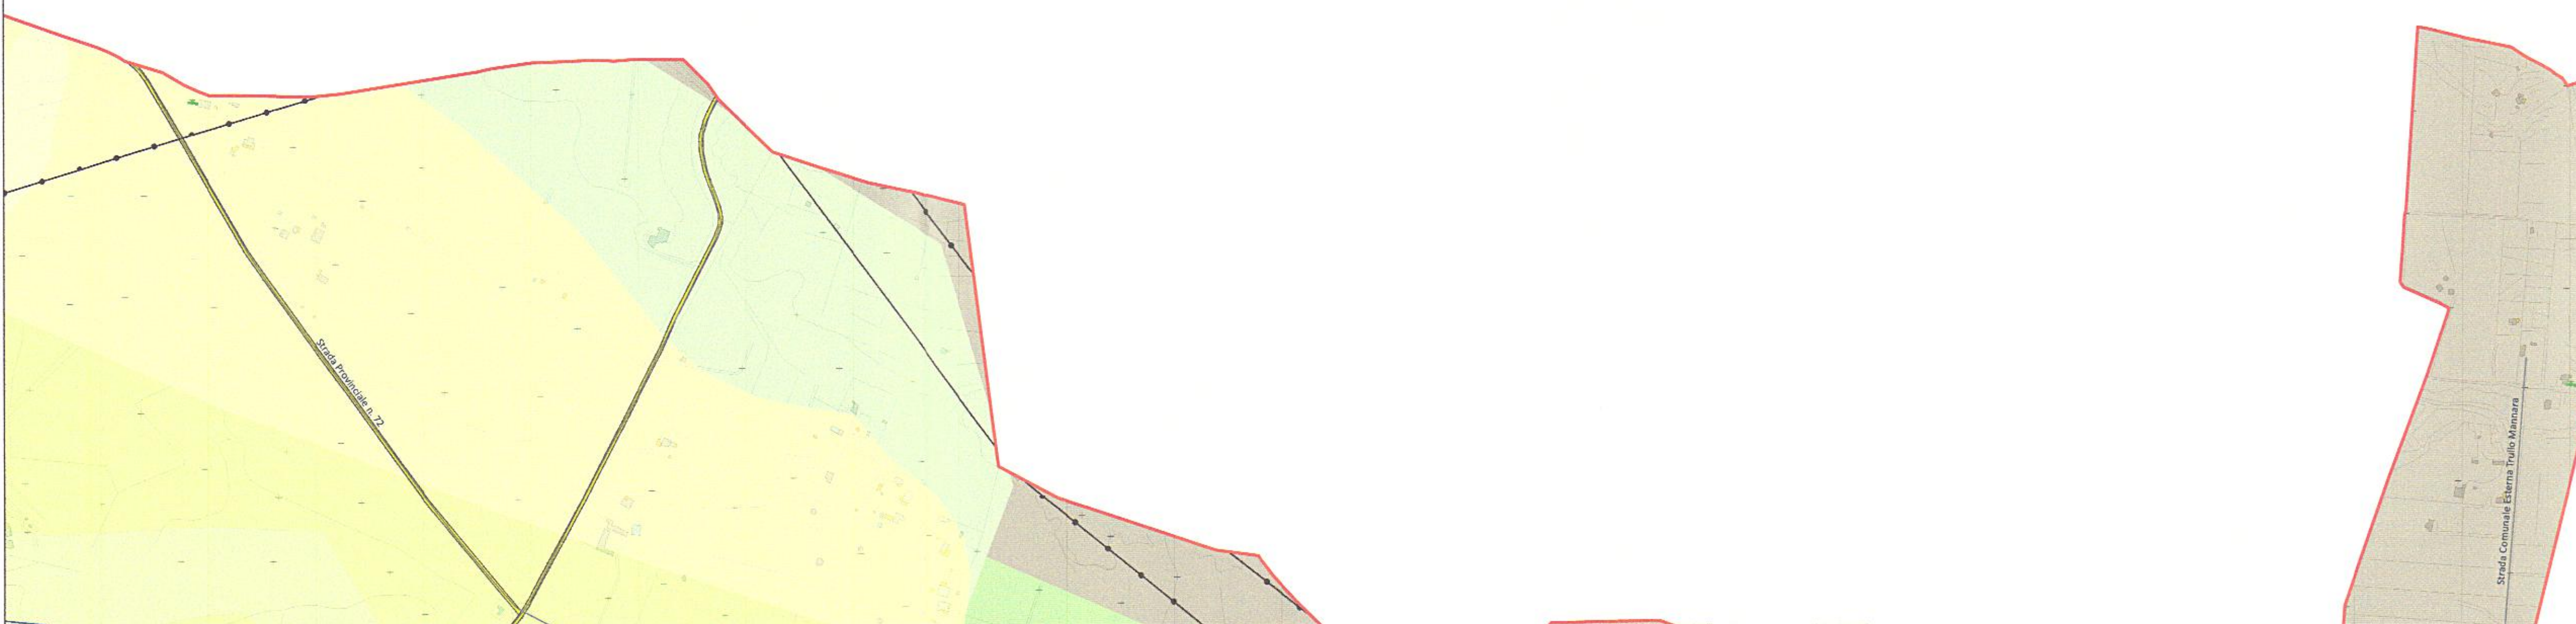 Strada Provinciale n. 72
Strada Comunale Esterna Trullo Mannara